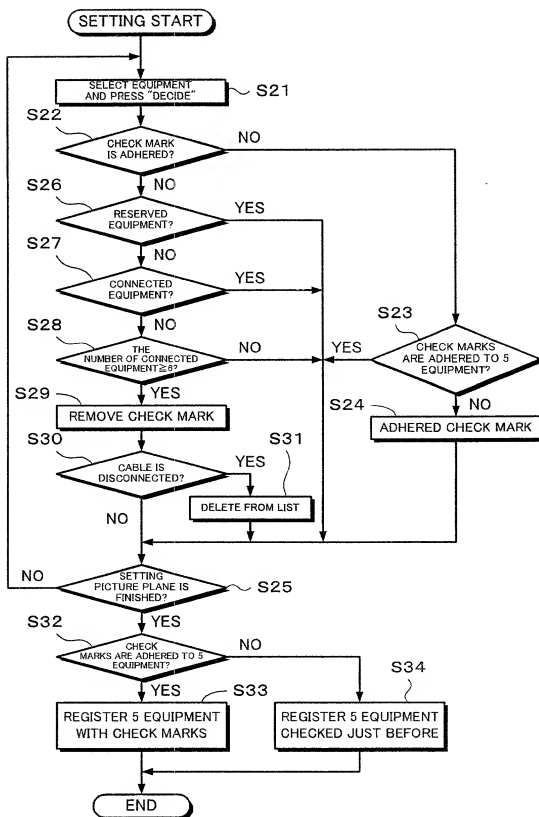 SETTING START
SELECT EQUIPMENT
AND PRESS "DECIDE"
S21
S22
CHECK MARK
IS ADHERED?
NO
NO
S26
RESERVED
EQUIPMENT?
YES
NO
S27
CONNECTED
EQUIPMENT?
YES
NO
S28
THE
NUMBER OF CONNECTED
EQUIPMENT≧6?
NO
YES
S23
CHECK MARKS
ARE ADHERED TO 5
EQUIPMENT?
YES
NO
S29
REMOVE CHECK MARK
S24
ADHERED CHECK MARK
S30
CABLE IS
DISCONNECTED?
YES
S31
DELETE FROM LIST
NO
SETTING
PICTURE PLANE IS
FINISHED?
S25
NO
YES
S32
CHECK
MARKS ARE ADHERED TO 5
EQUIPMENT?
NO
YES
S33
REGISTER 5 EQUIPMENT
WITH CHECK MARKS
S34
REGISTER 5 EQUIPMENT
CHECKED JUST BEFORE
END